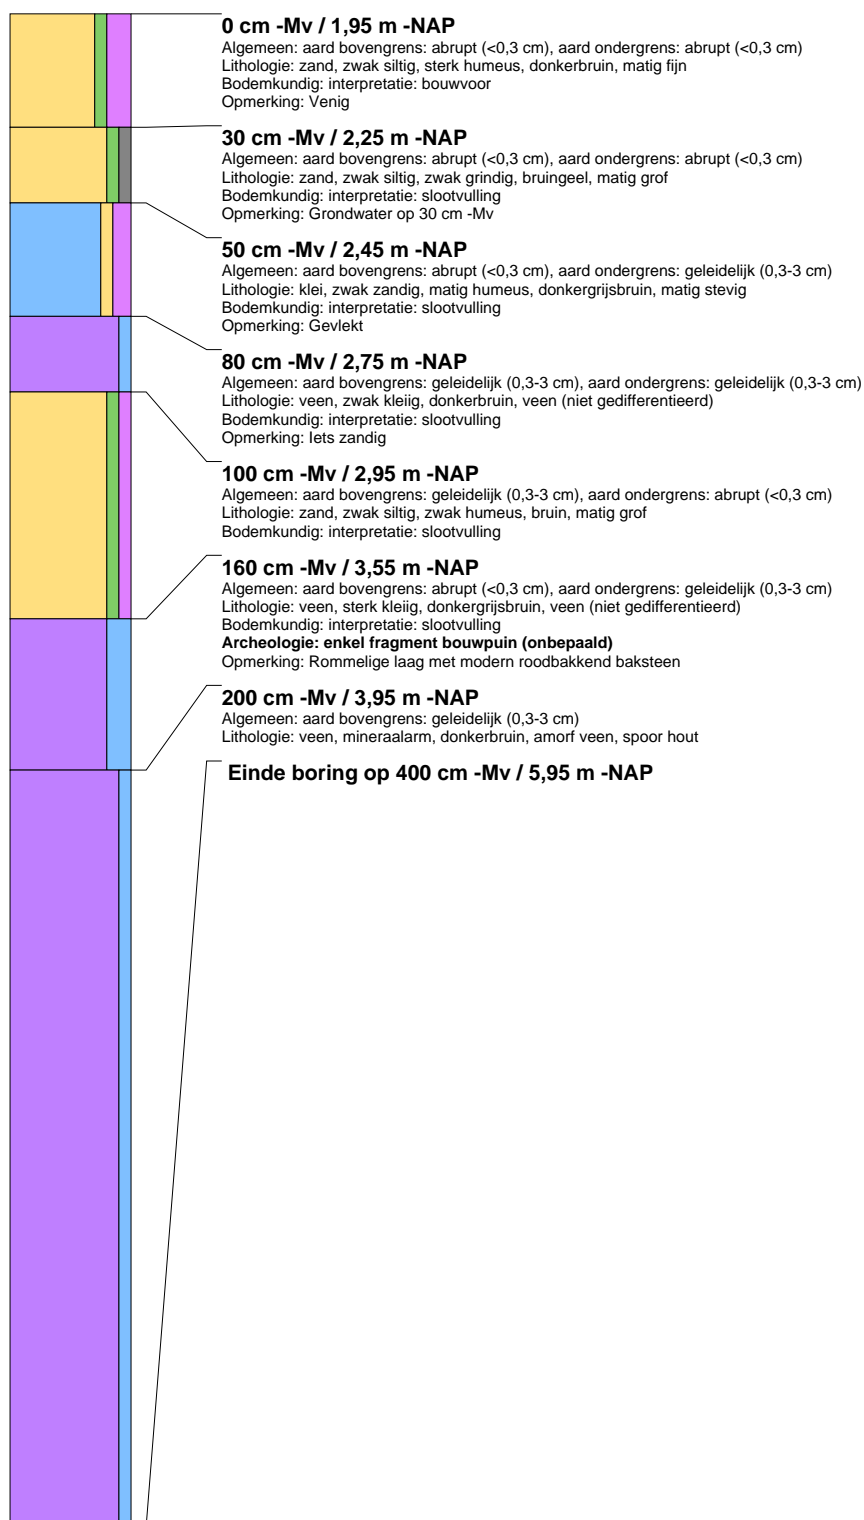 0 cm -Mv / 1,95 m -NAP
Algemeen: aard bovengrens: abrupt (<0,3 cm), aard ondergrens: abrupt (<0,3 cm)
Lithologie: zand, zwak siltig, sterk humeus, donkerbruin, matig fijn
Bodemkundig: interpretatie: bouwvoor
Opmerking: Venig
30 cm -Mv / 2,25 m -NAP
Algemeen: aard bovengrens: abrupt (<0,3 cm), aard ondergrens: abrupt (<0,3 cm)
Lithologie: zand, zwak siltig, zwak grindig, bruingeel, matig grof
Bodemkundig: interpretatie: slootvulling
Opmerking: Grondwater op 30 cm -Mv
50 cm -Mv / 2,45 m -NAP
Algemeen: aard bovengrens: abrupt (<0,3 cm), aard ondergrens: geleidelijk (0,3-3 cm)
Lithologie: klei, zwak zandig, matig humeus, donkergrijsbruin, matig stevig
Bodemkundig: interpretatie: slootvulling
Opmerking: Gevlekt
80 cm -Mv / 2,75 m -NAP
Algemeen: aard bovengrens: geleidelijk (0,3-3 cm), aard ondergrens: geleidelijk (0,3-3 cm)
Lithologie: veen, zwak kleiig, donkerbruin, veen (niet gedifferentieerd)
Bodemkundig: interpretatie: slootvulling
Opmerking: Iets zandig
100 cm -Mv / 2,95 m -NAP
Algemeen: aard bovengrens: geleidelijk (0,3-3 cm), aard ondergrens: abrupt (<0,3 cm)
Lithologie: zand, zwak siltig, zwak humeus, bruin, matig grof
Bodemkundig: interpretatie: slootvulling
160 cm -Mv / 3,55 m -NAP
Algemeen: aard bovengrens: abrupt (<0,3 cm), aard ondergrens: geleidelijk (0,3-3 cm)
Lithologie: veen, sterk kleiig, donkergrijsbruin, veen (niet gedifferentieerd)
Bodemkundig: interpretatie: slootvulling
Archeologie: enkel fragment bouwpuin (onbepaald)
Opmerking: Rommelige laag met modern roodbakkend baksteen
200 cm -Mv / 3,95 m -NAP
Algemeen: aard bovengrens: geleidelijk (0,3-3 cm)
Lithologie: veen, mineraalarm, donkerbruin, amorf veen, spoor hout
Einde boring op 400 cm -Mv / 5,95 m -NAP